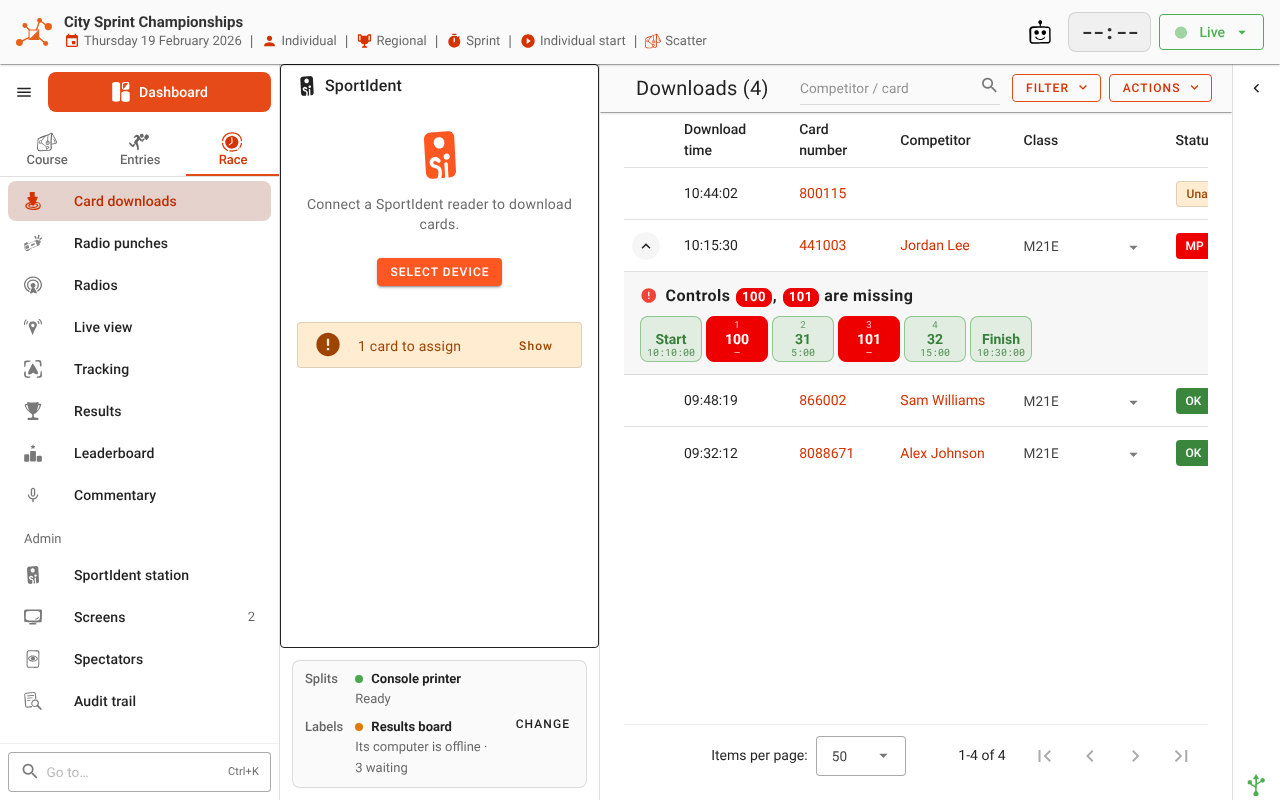 City Sprint Championships
Thursday 19 February 2026 | Individual | Regional | Sprint | Individual start | Scatter
--:--
Live
Dashboard
Course
Entries
Race
Card downloads
Radio punches
Radios
Live view
Tracking
Results
Leaderboard
Commentary
Admin
SportIdent station
Screens 2
Spectators
Audit trail
Go to… Ctrl+K
SportIdent
si
Connect a SportIdent reader to download
cards.
SELECT DEVICE
1 card to assign Show
Splits Console printer
Ready
Labels Results board CHANGE
Its computer is offline ·
3 waiting
Downloads (4) Competitor / card FILTER ACTIONS
Download time Card number Competitor Class Statu
10:44:02 800115 Una
10:15:30 441003 Jordan Lee M21E MP
Controls 100, 101 are missing
Start 10:10:00
1 100 –
2 31 5:00
3 101 –
4 32 15:00
Finish 10:30:00
09:48:19 866002 Sam Williams M21E OK
09:32:12 8088671 Alex Johnson M21E OK
Items per page: 50 1-4 of 4